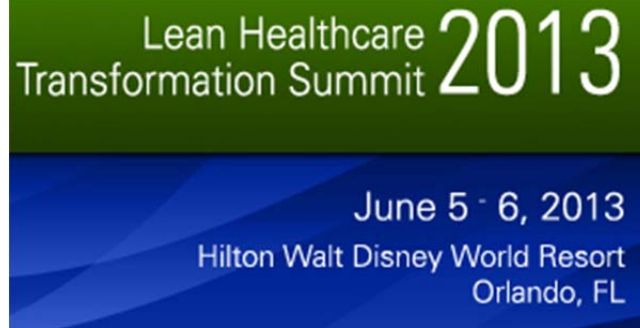 Lean Healthcare
Transformation Summit 2013
June 5 - 6, 2013
Hilton Walt Disney World Resort
Orlando, FL